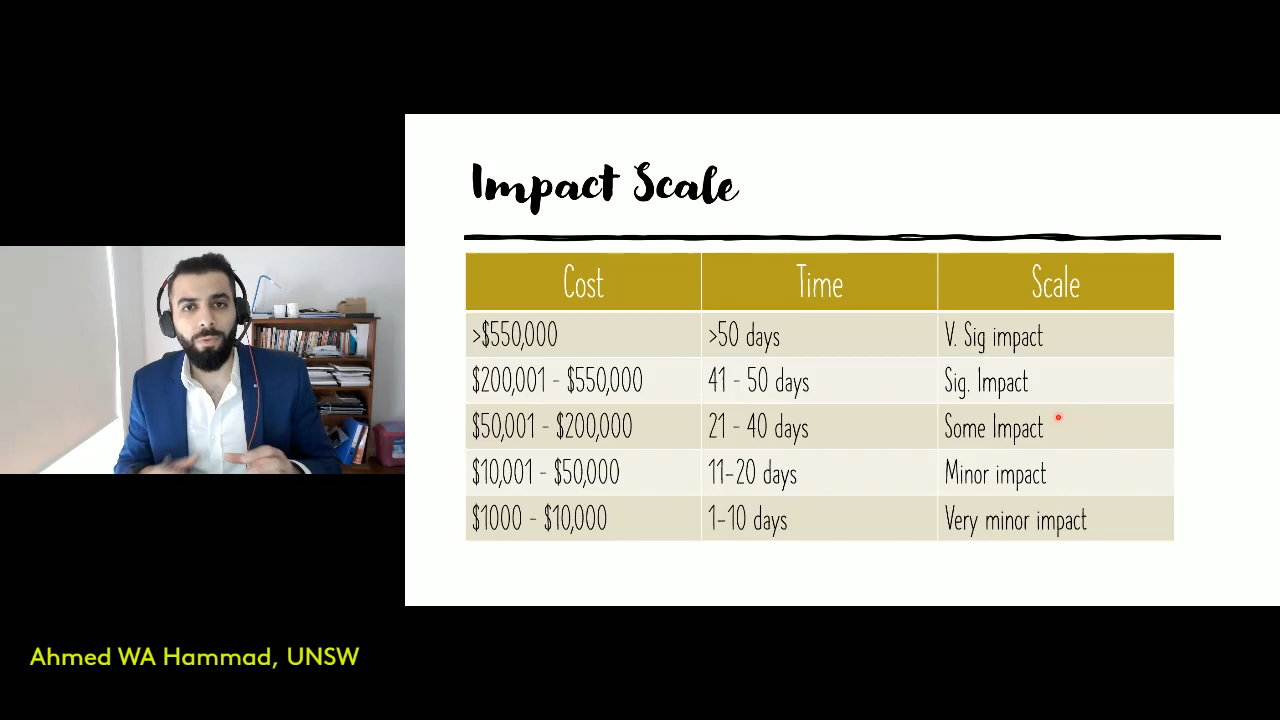 Impact Scale
Cost Time Scale
>$550,000 >50 days V. Sig impact
$200,001 - $550,000 41 - 50 days Sig. Impact
$50,001 - $200,000 21 - 40 days Some Impact
$10,001 - $50,000 11-20 days Minor impact
$1000 - $10,000 1-10 days Very minor impact
Ahmed WA Hammad, UNSW